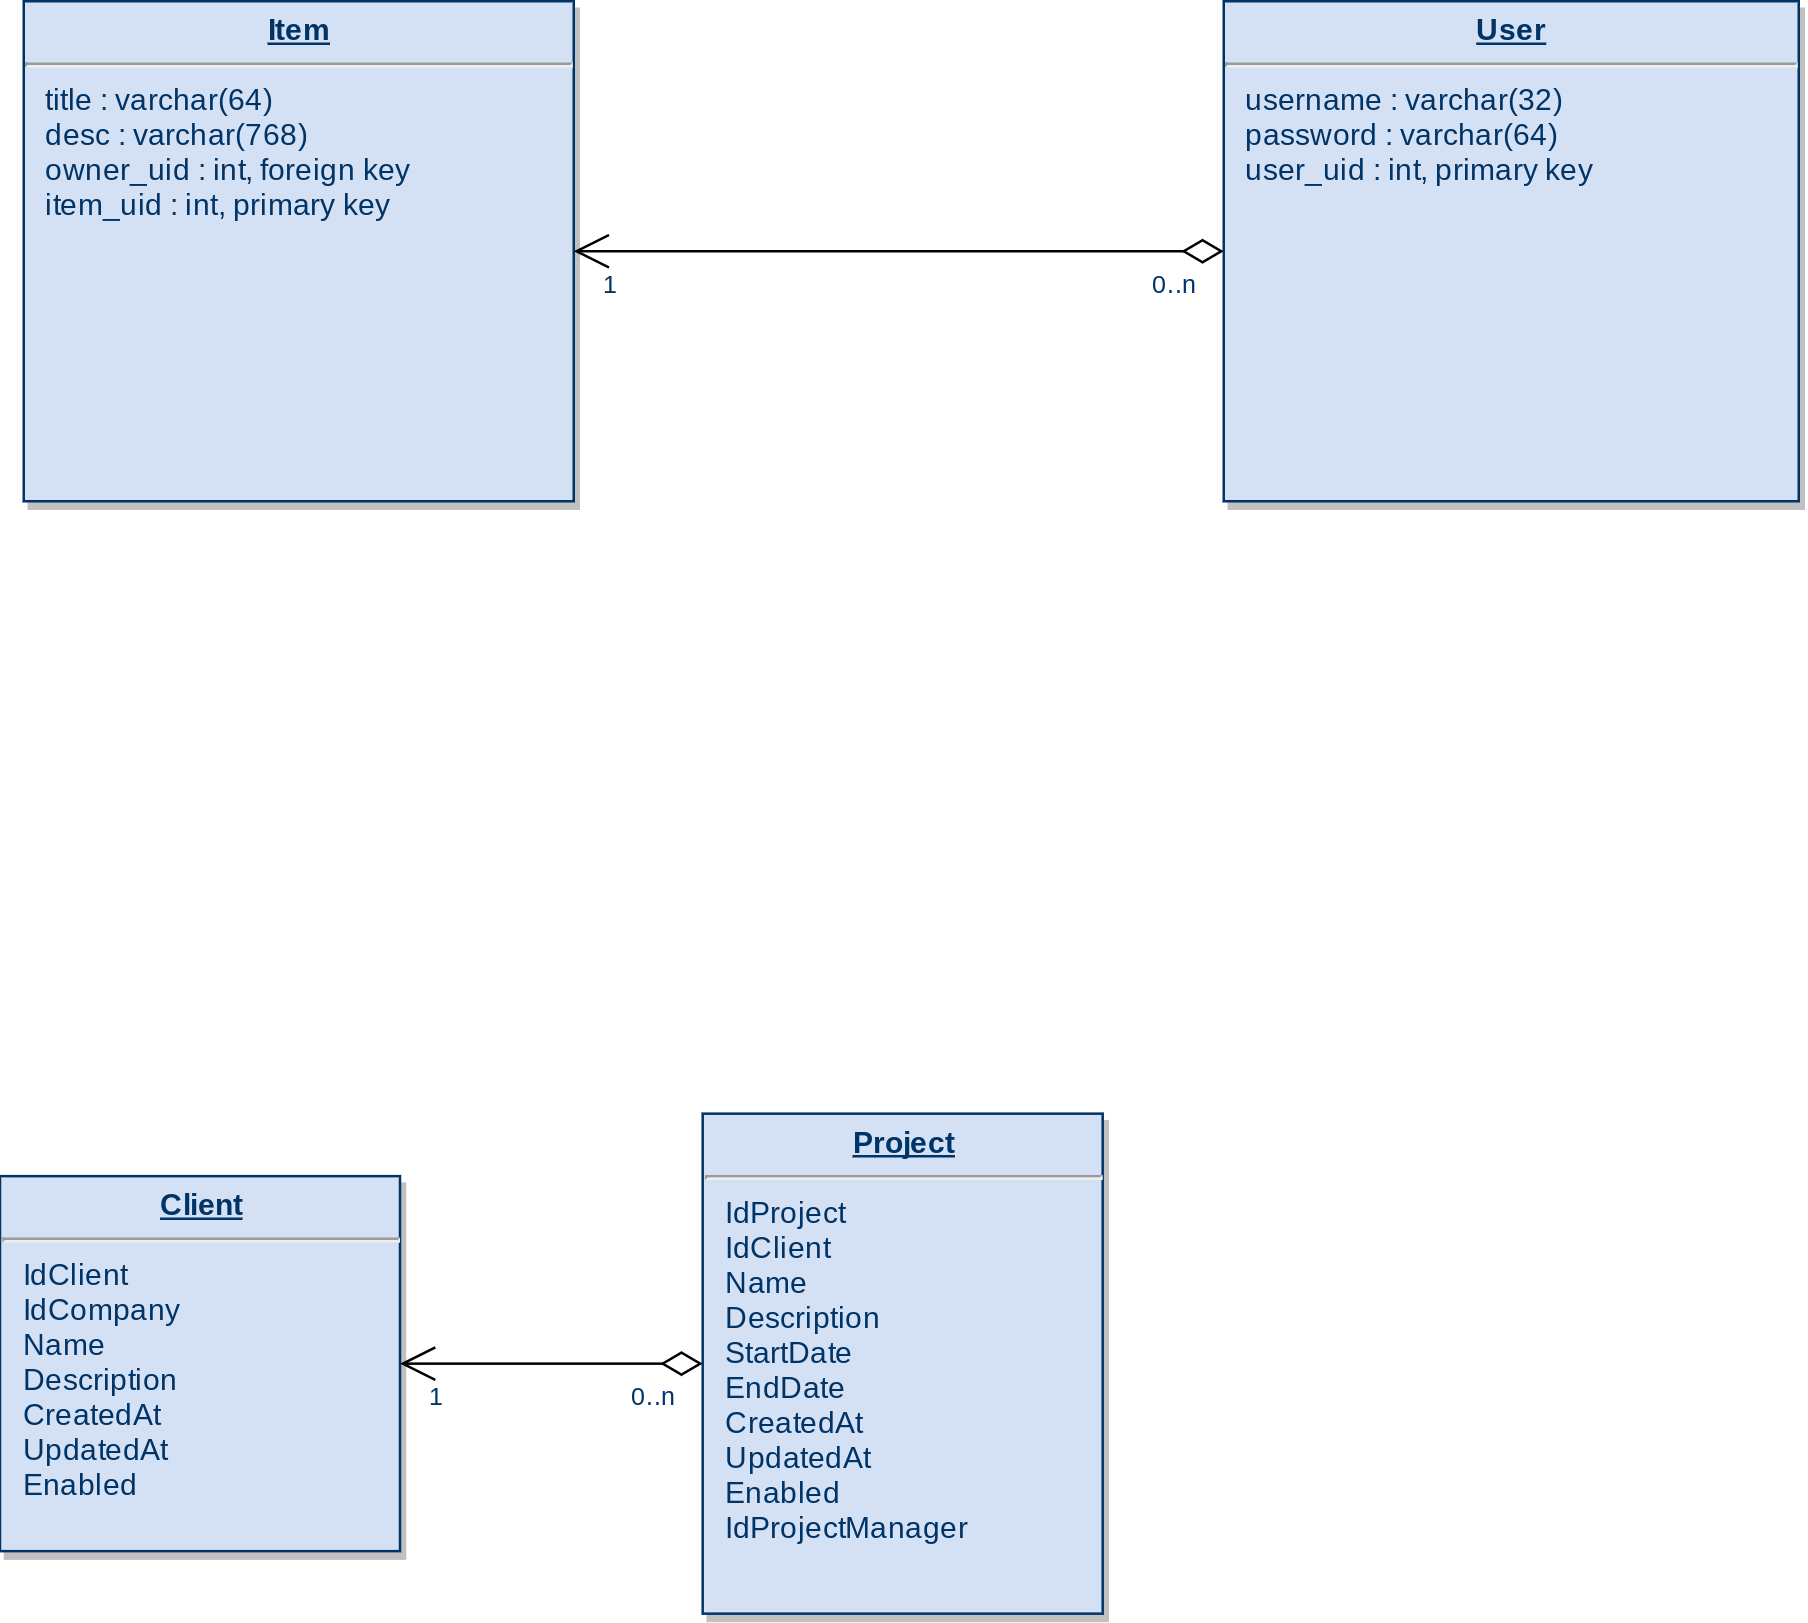 Item
title : varchar(64)
desc : varchar(768)
owner_uid : int, foreign key
item_uid : int, primary key
User
username : varchar(32)
password : varchar(64)
user_uid : int, primary key
1
0..n
Client
IdClient
IdCompany
Name
Description
CreatedAt
UpdatedAt
Enabled
1
0..n
Project
IdProject
IdClient
Name
Description
StartDate
EndDate
CreatedAt
UpdatedAt
Enabled
IdProjectManager